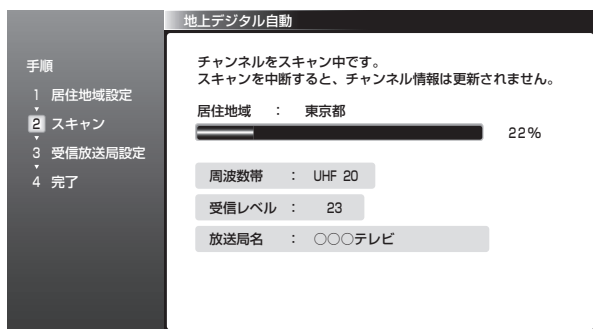 地上デジタル自動
手順
1 居住地域設定
2 スキャン
3 受信放送局設定
4 完了
チャンネルをスキャン中です。
スキャンを中断すると、チャンネル情報は更新されません。
居住地域 : 東京都
22%
周波数帯 : UHF 20
受信レベル : 23
放送局名 : ○○○テレビ